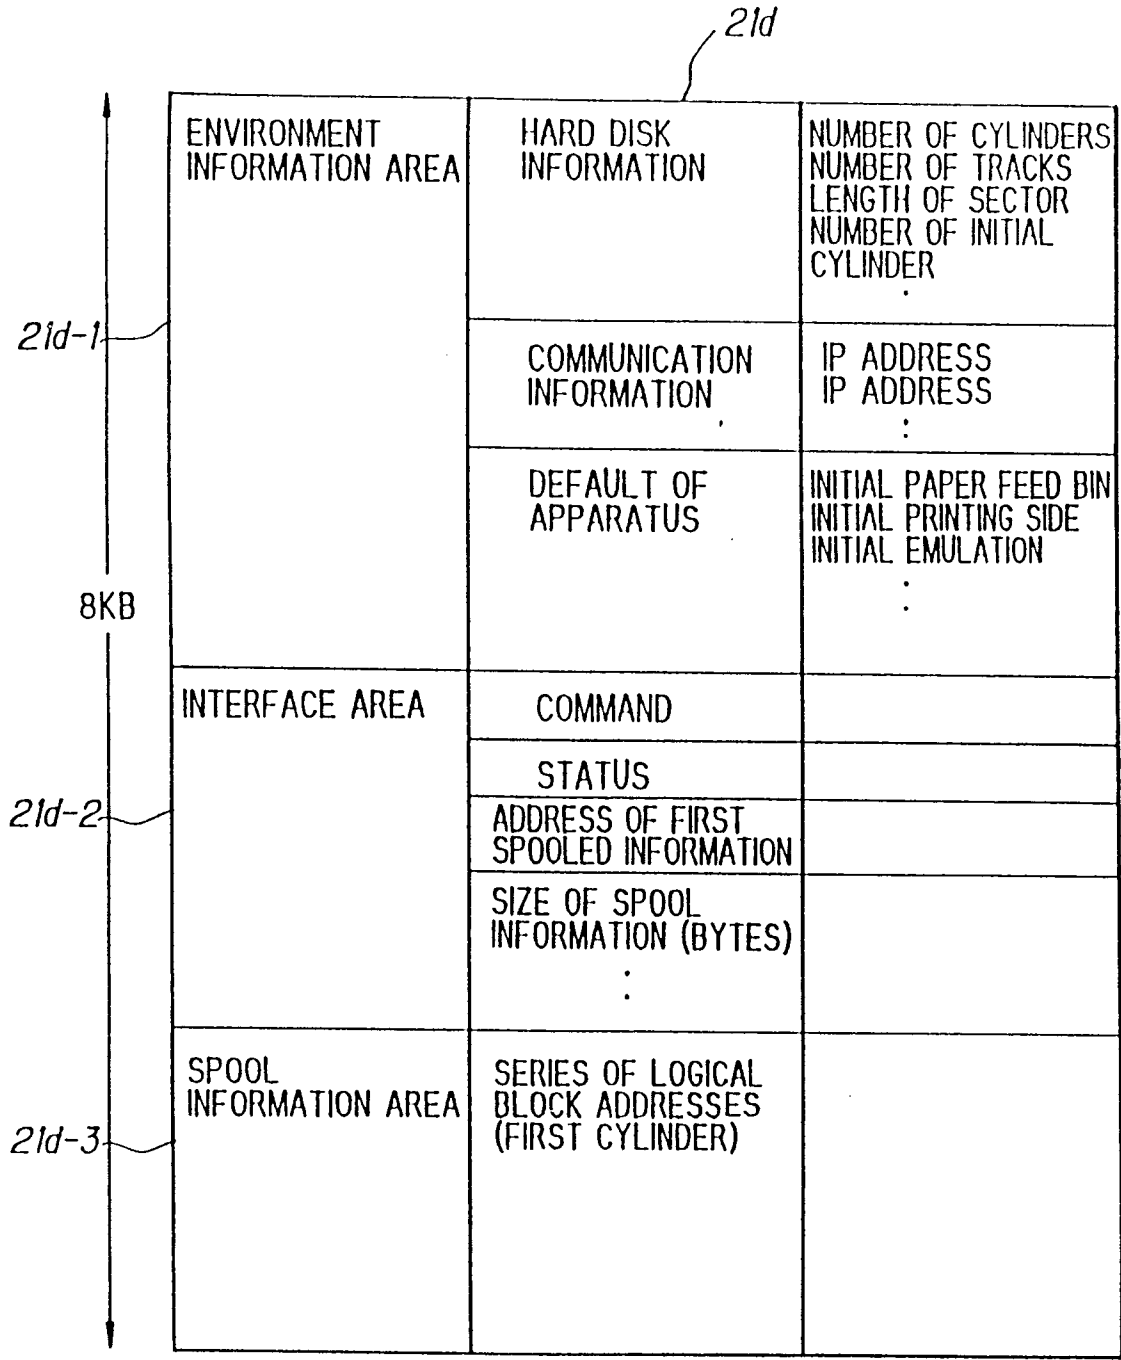 21d
ENVIRONMENT
INFORMATION AREA
HARD DISK
INFORMATION
NUMBER OF CYLINDERS
NUMBER OF TRACKS
LENGTH OF SECTOR
NUMBER OF INITIAL
CYLINDER
21d-1
COMMUNICATION
INFORMATION
IP ADDRESS
IP ADDRESS
DEFAULT OF
APPARATUS
INITIAL PAPER FEED BIN
INITIAL PRINTING SIDE
INITIAL EMULATION
8KB
INTERFACE AREA
COMMAND
STATUS
21d-2
ADDRESS OF FIRST
SPOOLED INFORMATION
SIZE OF SPOOL
INFORMATION (BYTES)
SPOOL
INFORMATION AREA
SERIES OF LOGICAL
BLOCK ADDRESSES
(FIRST CYLINDER)
21d-3